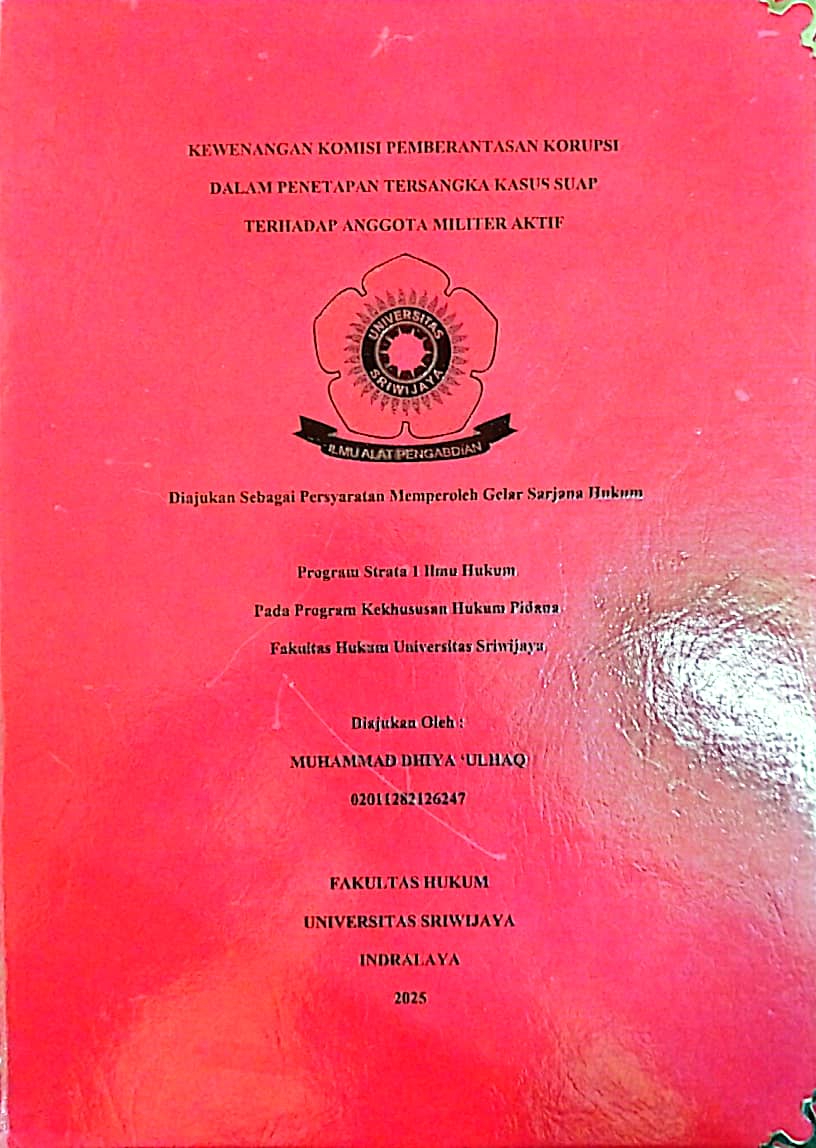 KEWENANGAN KOMISI PEMBERANTASAN KORUPSI
DALAM PENETAPAN TERSANGKA KASUS SUAP
TERHADAP ANGGOTA MILITER AKTIF
UNIVERSITAS
SRIWIJAYA
ILMU ALAT PENGABDIAN
Diajukan Sebagai Persyaratan Memperoleh Gelar Sarjana Hukum
Program Strata 1 Ilmu Hukum
Pada Program Kekhususan Hukum Pidana
Fakultas Hukum Universitas Sriwijaya
Diajukan Oleh :
MUHAMMAD DHIYA ‘ULHAQ
02011282126247
FAKULTAS HUKUM
UNIVERSITAS SRIWIJAYA
INDRALAYA
2025